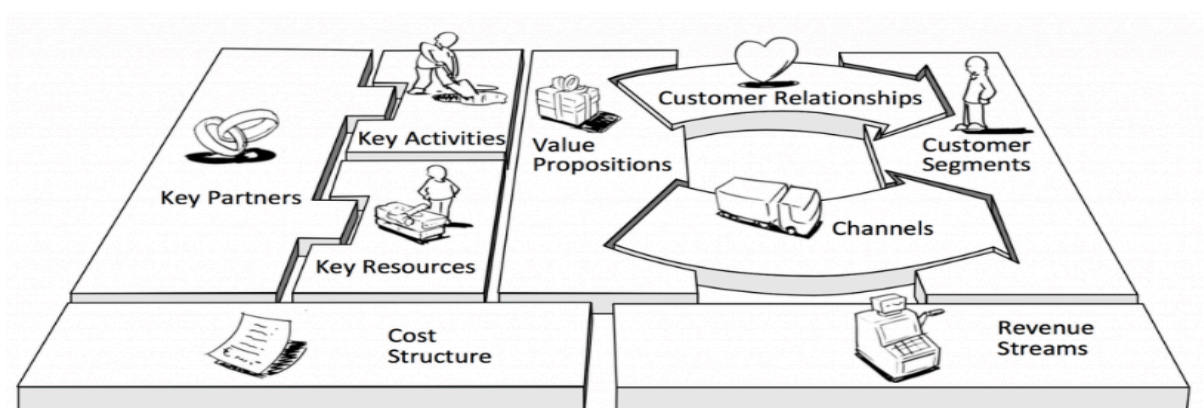 Key Partners
Key Activities
Key Resources
Value
Propositions
Customer Relationships
Channels
Customer
Segments
Cost
Structure
Revenue
Streams